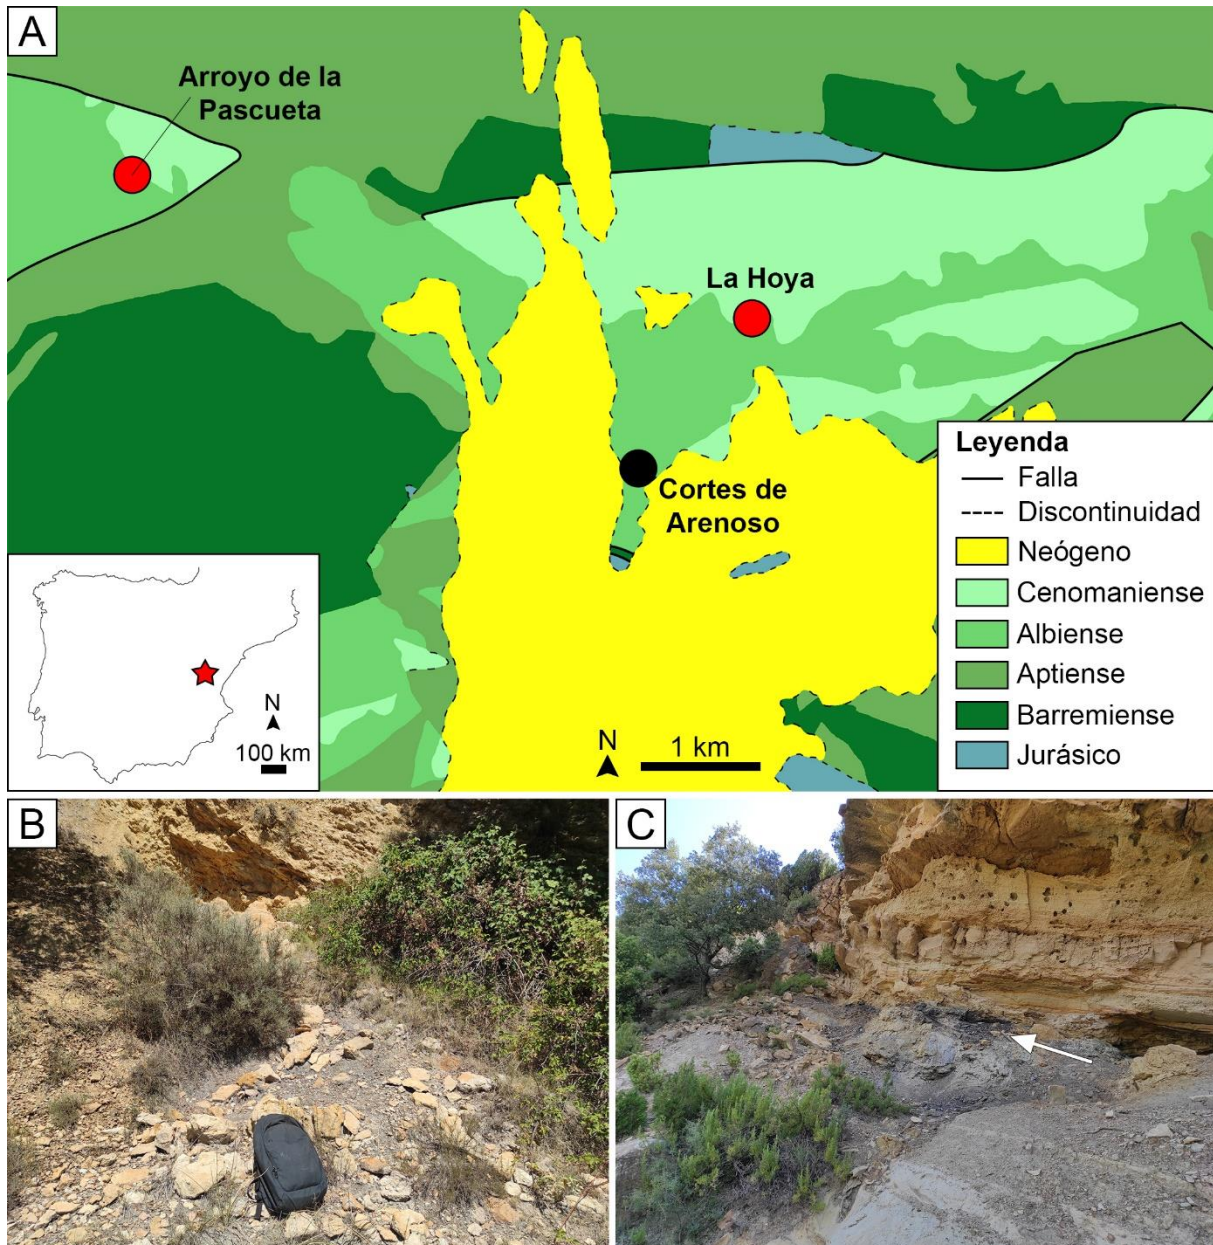 A
Arroyo de la
Pascueta
La Hoya
Cortes de
Arenoso
Leyenda
Falla
Discontinuidad
Neógeno
Cenomaniense
Albiense
Aptiense
Barremiense
Jurásico
N
100 km
N
1 km
B
C